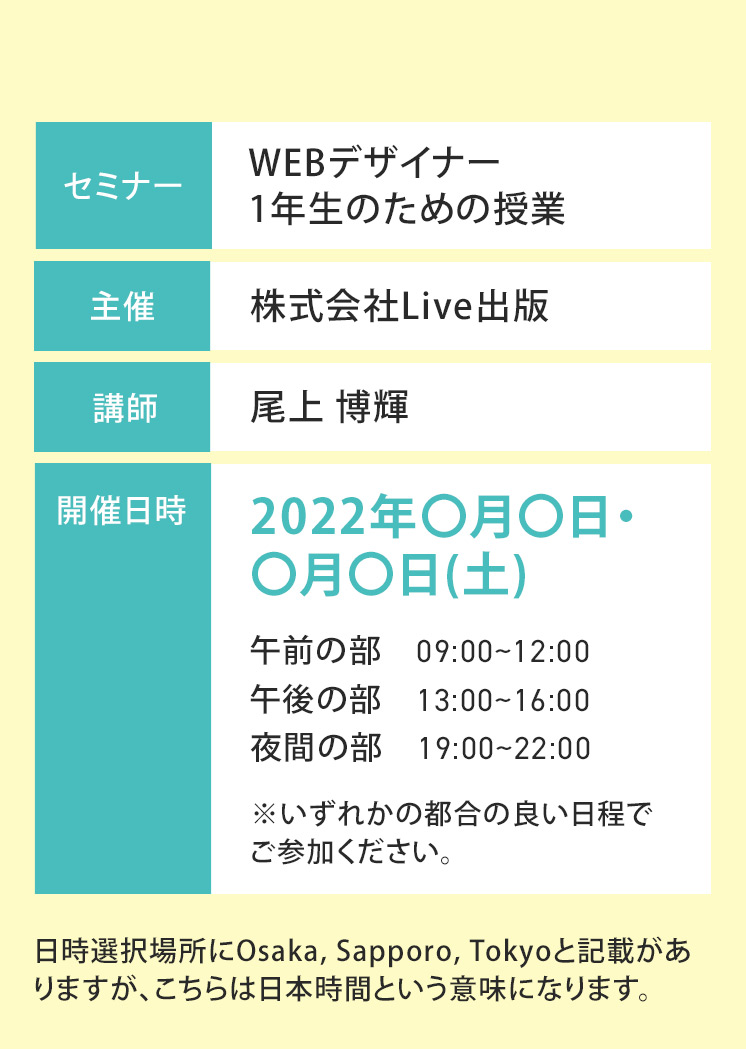 セミナー
WEBデザイナー
1年生のための授業
主催
株式会社Live出版
講師
尾上 博輝
開催日時
2022年〇月〇日・
〇月〇日(土)
午前の部 09:00~12:00
午後の部 13:00~16:00
夜間の部 19:00~22:00
※いずれかの都合の良い日程で
ご参加ください。
日時選択場所にOsaka, Sapporo, Tokyoと記載があ
りますが、こちらは日本時間という意味になります。